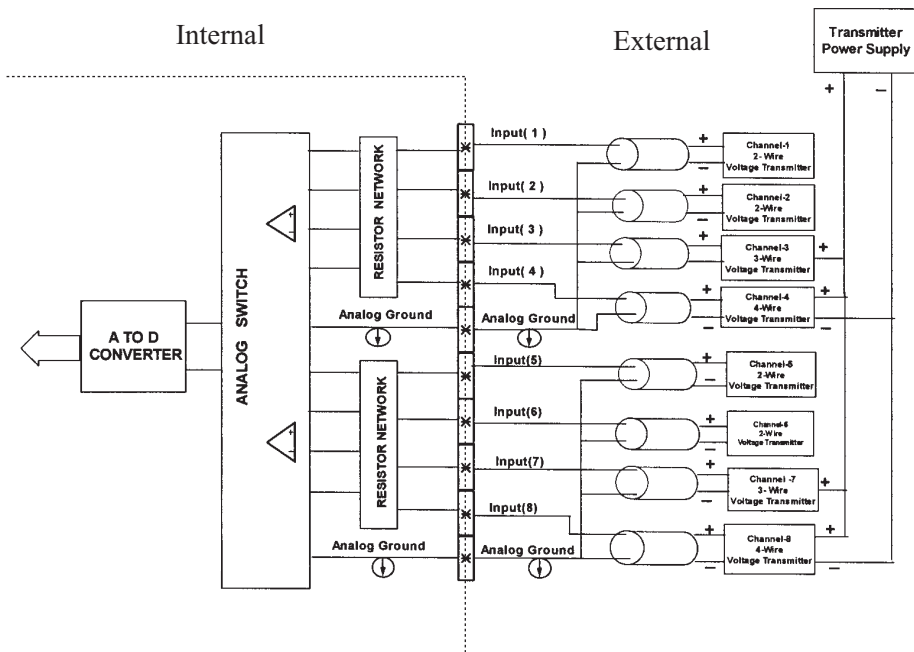 Internal
External
Transmitter
Power Supply
+
−
ANALOG SWITCH
A TO D
CONVERTER
RESISTOR NETWORK
Input( 1 )
+
−
Channel-1
2- Wire
Voltage Transmitter
Input( 2 )
+
−
Channel-2
2-Wire
Voltage Transmitter
Input( 3 )
+
−
Channel-3
3-Wire
Voltage Transmitter
+
Input( 4 )
+
−
Channel-4
4-Wire
Voltage Transmitter
+
−
Analog Ground
Analog Ground
RESISTOR NETWORK
Input(5)
+
−
Channel-5
2-Wire
Voltage Transmitter
Input(6)
+
−
Channel-6
2-Wire
Voltage Transmitter
Input(7)
+
−
Channel -7
3- Wire
Voltage Transmitter
+
Input(8)
+
−
Channel-8
4-Wire
Voltage Transmitter
+
−
Analog Ground
Analog Ground